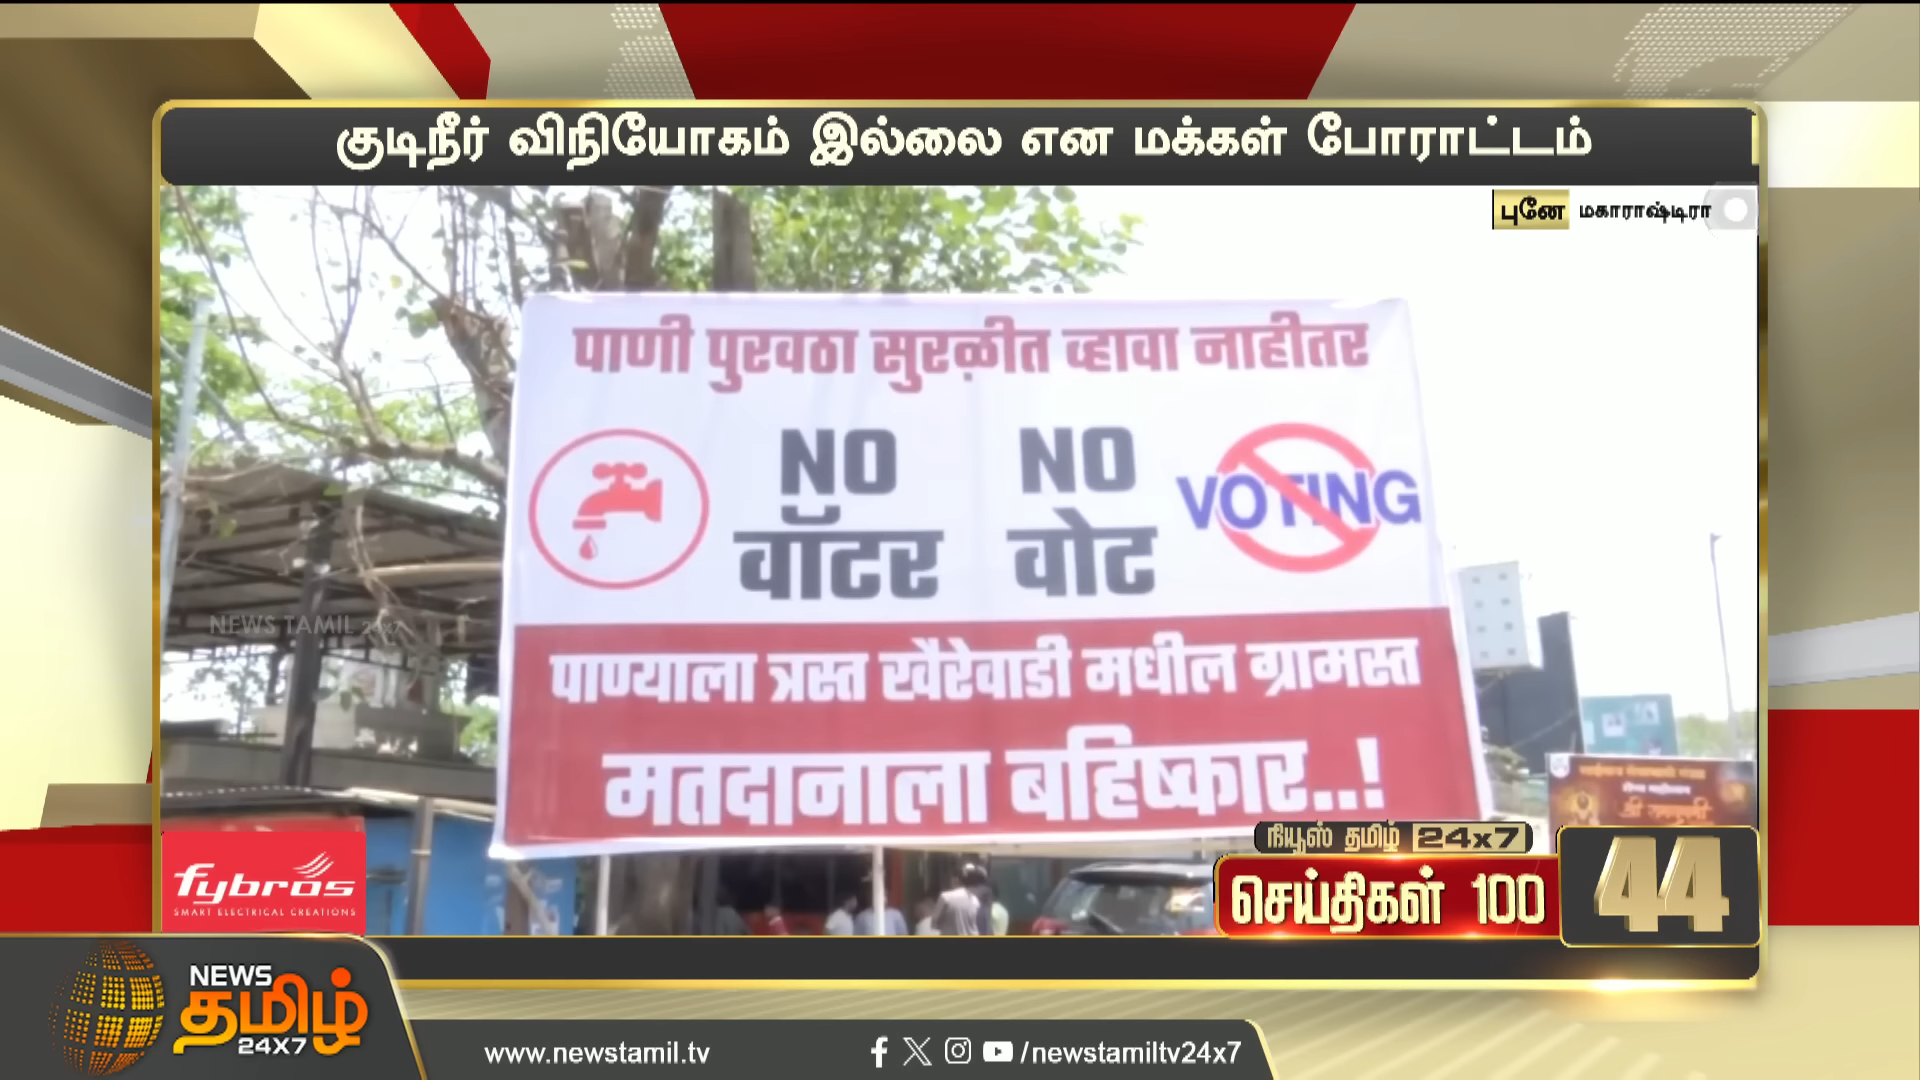 குடிநீர் விநியோகம் இல்லை என மக்கள் போராட்டம்
புனே மகாராஷ்டிரா
पाणी पुरवठा सुरळीत व्हावा नाहीतर
NO NO
वॉटर वोट
VOTING
NEWS TAMIL 24x7
पाण्याला त्रस्त खैरेवाडी मधील ग्रामस्त
मतदानाला बहिष्कार..!
நியூஸ் தமிழ் 24x7
செய்திகள் 100
44
fybros
SMART ELECTRICAL CREATIONS
NEWS
தமிழ்
24X7
www.newstamil.tv
/newstamiltv24x7